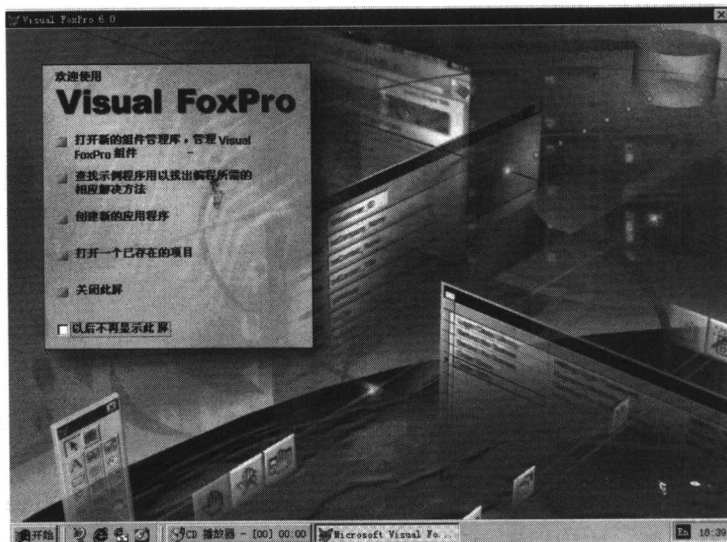 Visual FoxPro 6.0
欢迎使用
Visual FoxPro
打开新的组件管理库，管理 Visual
FoxPro 组件
查找示例程序用以找出编程所需的
相应解决方法
创建新的应用程序
打开一个已存在的项目
关闭此屏
以后不再显示此屏
开始
CD 播放器 - [00] 00:00
Microsoft Visual Fo...
En